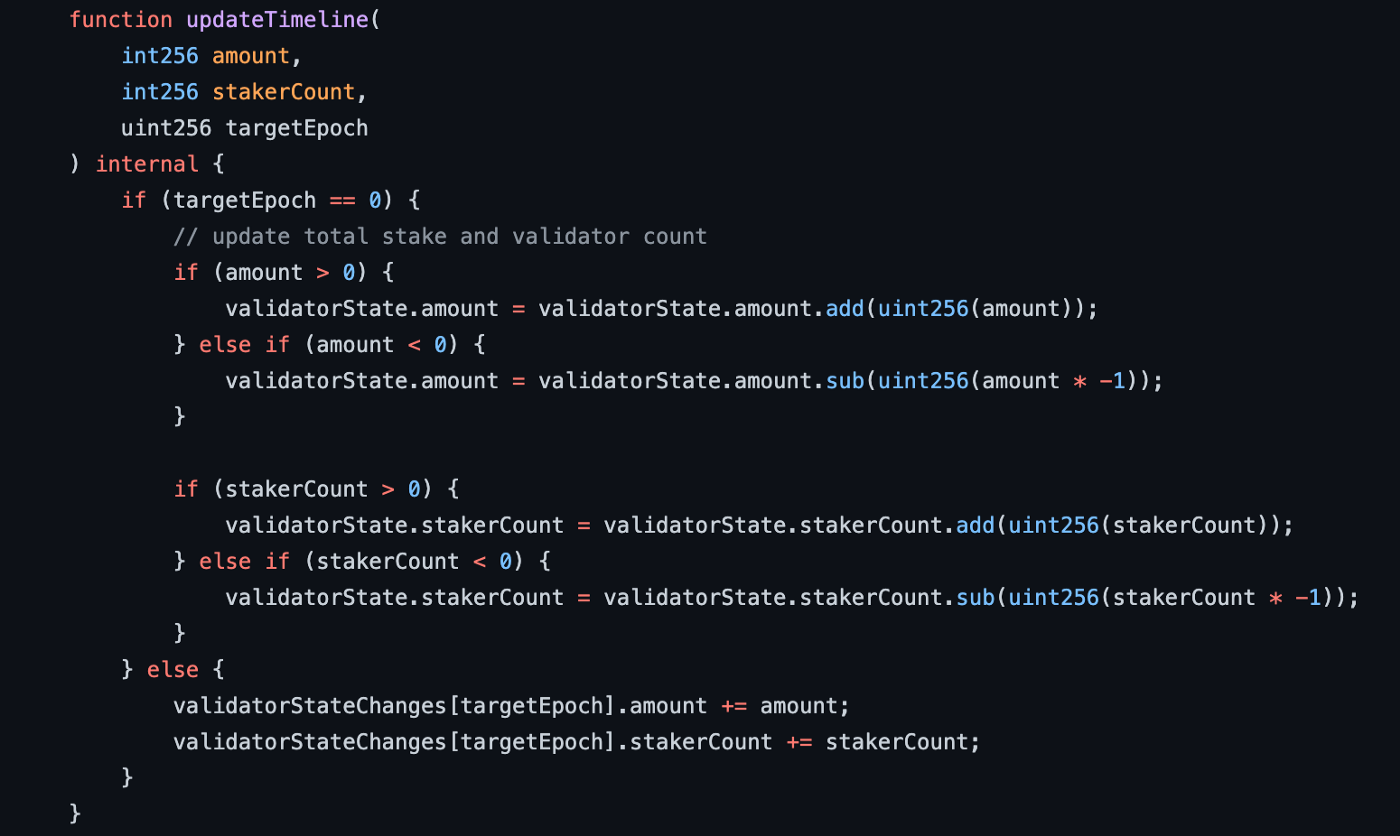 function updateTimeline(
    int256 amount,
    int256 stakerCount,
    uint256 targetEpoch
) internal {
    if (targetEpoch == 0) {
        // update total stake and validator count
        if (amount > 0) {
            validatorState.amount = validatorState.amount.add(uint256(amount));
        } else if (amount < 0) {
            validatorState.amount = validatorState.amount.sub(uint256(amount * -1));
        }

        if (stakerCount > 0) {
            validatorState.stakerCount = validatorState.stakerCount.add(uint256(stakerCount));
        } else if (stakerCount < 0) {
            validatorState.stakerCount = validatorState.stakerCount.sub(uint256(stakerCount * -1));
        }
    } else {
        validatorStateChanges[targetEpoch].amount += amount;
        validatorStateChanges[targetEpoch].stakerCount += stakerCount;
    }
}